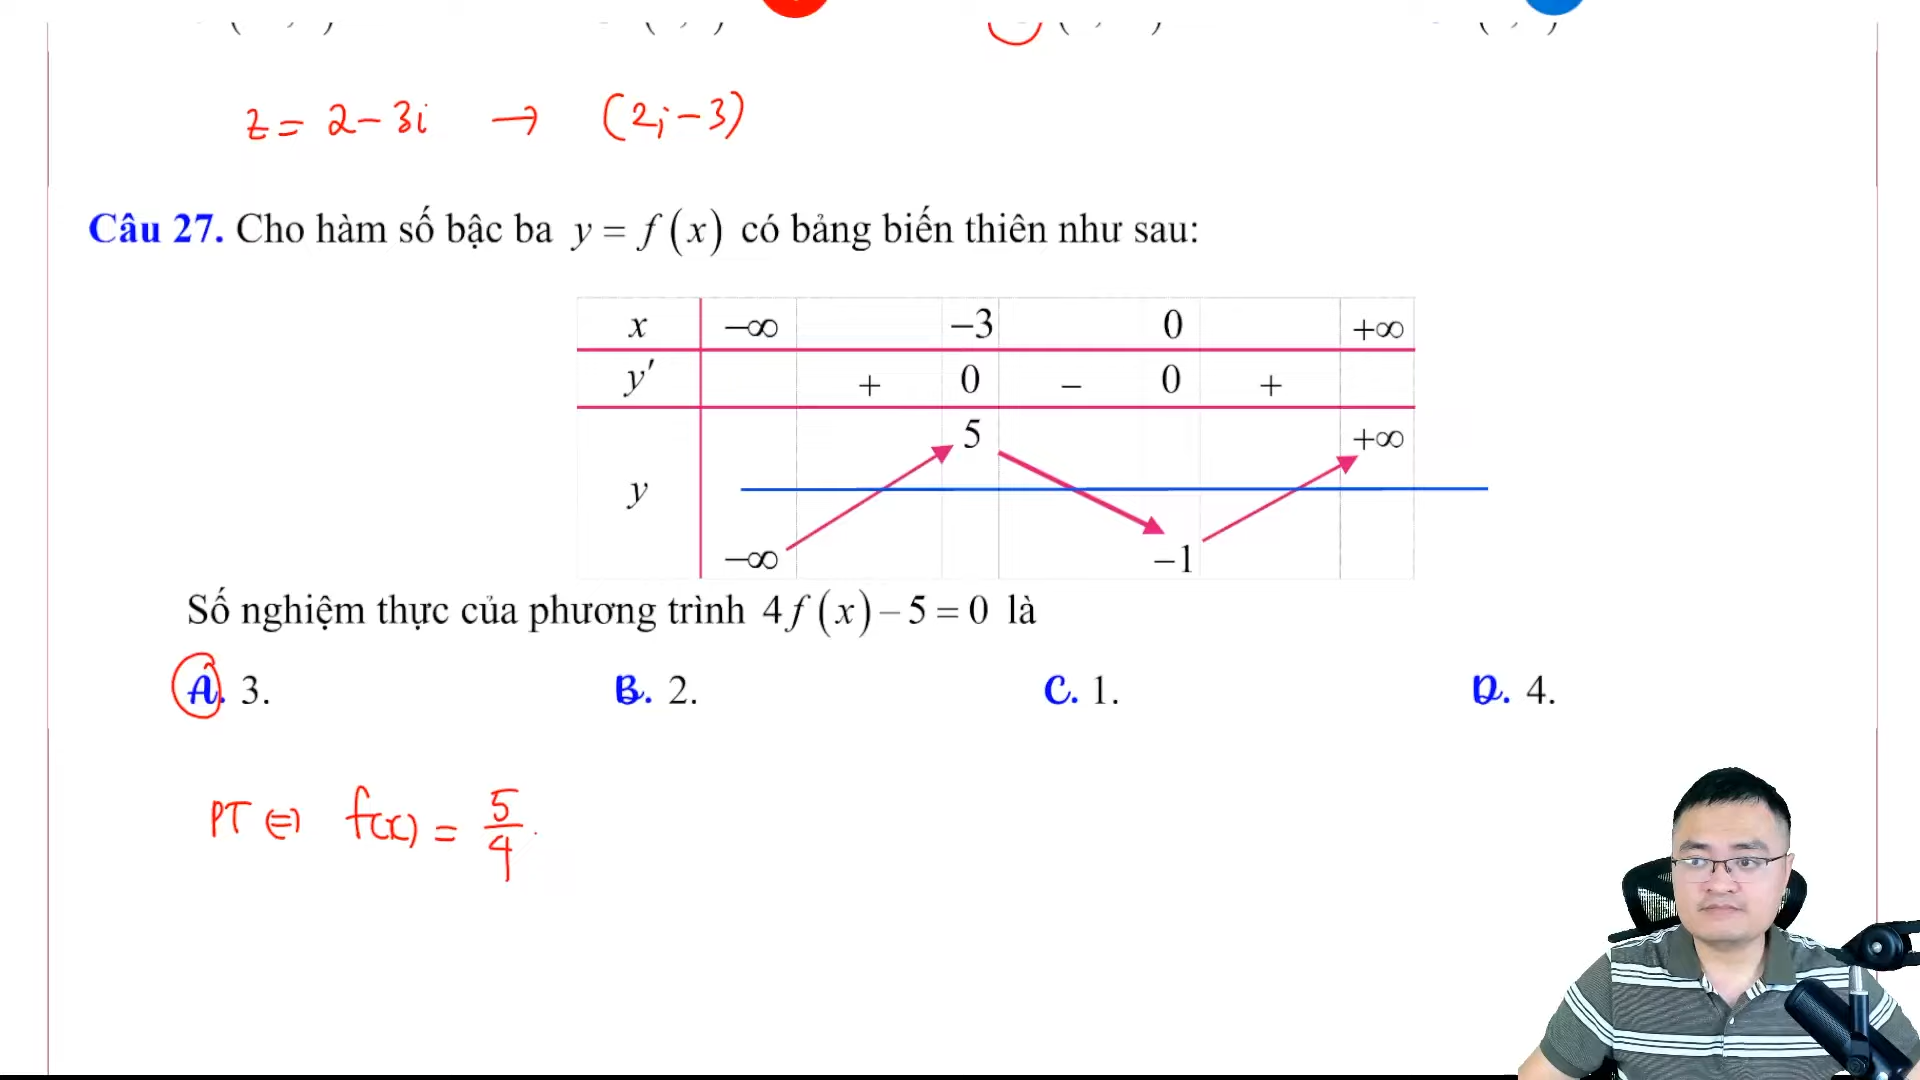 z = 2 - 3i → (2; -3)
Câu 27. Cho hàm số bậc ba y = f(x) có bảng biến thiên như sau:
x −∞ −3 0 +∞
y′ + 0 − 0 +
5 +∞
y
−∞ −1
Số nghiệm thực của phương trình 4f(x) − 5 = 0 là
A. 3. B. 2. C. 1. D. 4.
PT ⇔ f(x) = 5/4.